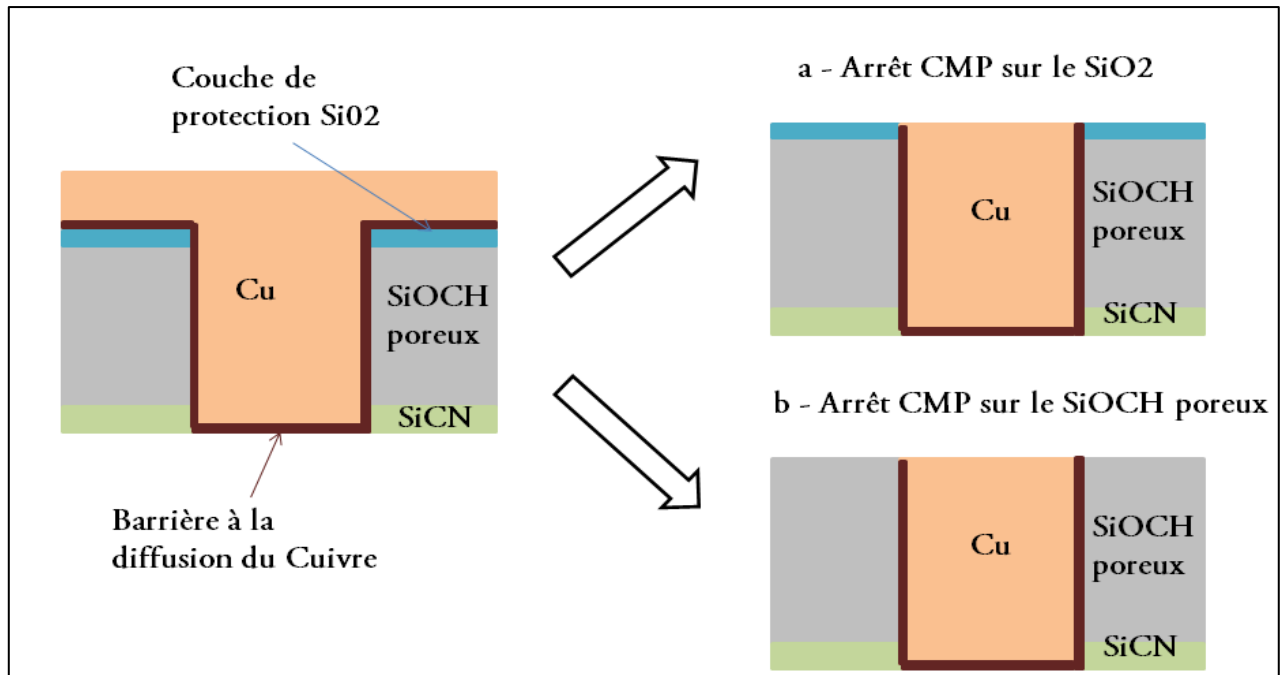 Couche de
protection Si02
Cu
SiOCH
poreux
SiCN
Barrière à la
diffusion du Cuivre
a - Arrêt CMP sur le SiO2
Cu
SiOCH
poreux
SiCN
b - Arrêt CMP sur le SiOCH poreux
Cu
SiOCH
poreux
SiCN